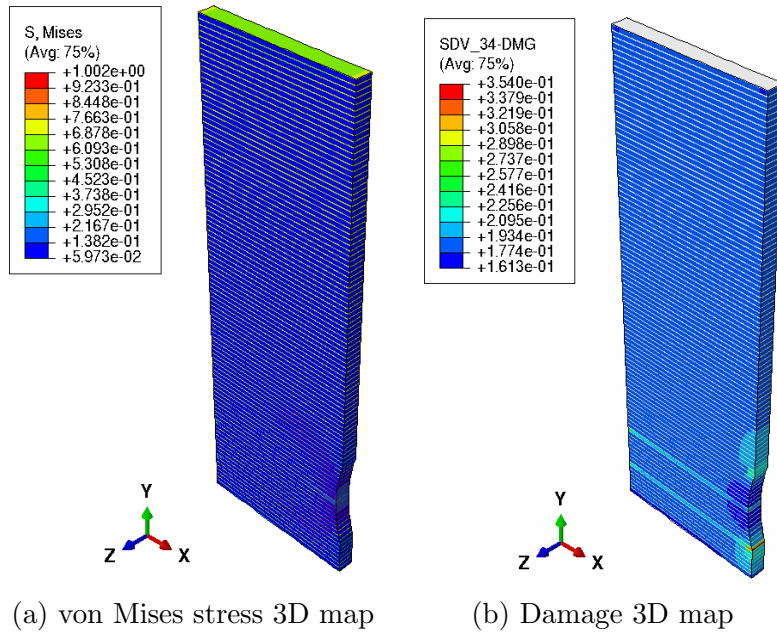 S, Mises
(Avg: 75%)
+1.002e+00
+9.233e-01
+8.448e-01
+7.663e-01
+6.878e-01
+6.093e-01
+5.308e-01
+4.523e-01
+3.738e-01
+2.952e-01
+2.167e-01
+1.382e-01
+5.973e-02
Y
Z
X
(a) von Mises stress 3D map
SDV_34-DMG
(Avg: 75%)
+3.540e-01
+3.379e-01
+3.219e-01
+3.058e-01
+2.898e-01
+2.737e-01
+2.577e-01
+2.416e-01
+2.256e-01
+2.095e-01
+1.934e-01
+1.774e-01
+1.613e-01
Y
Z
X
(b) Damage 3D map